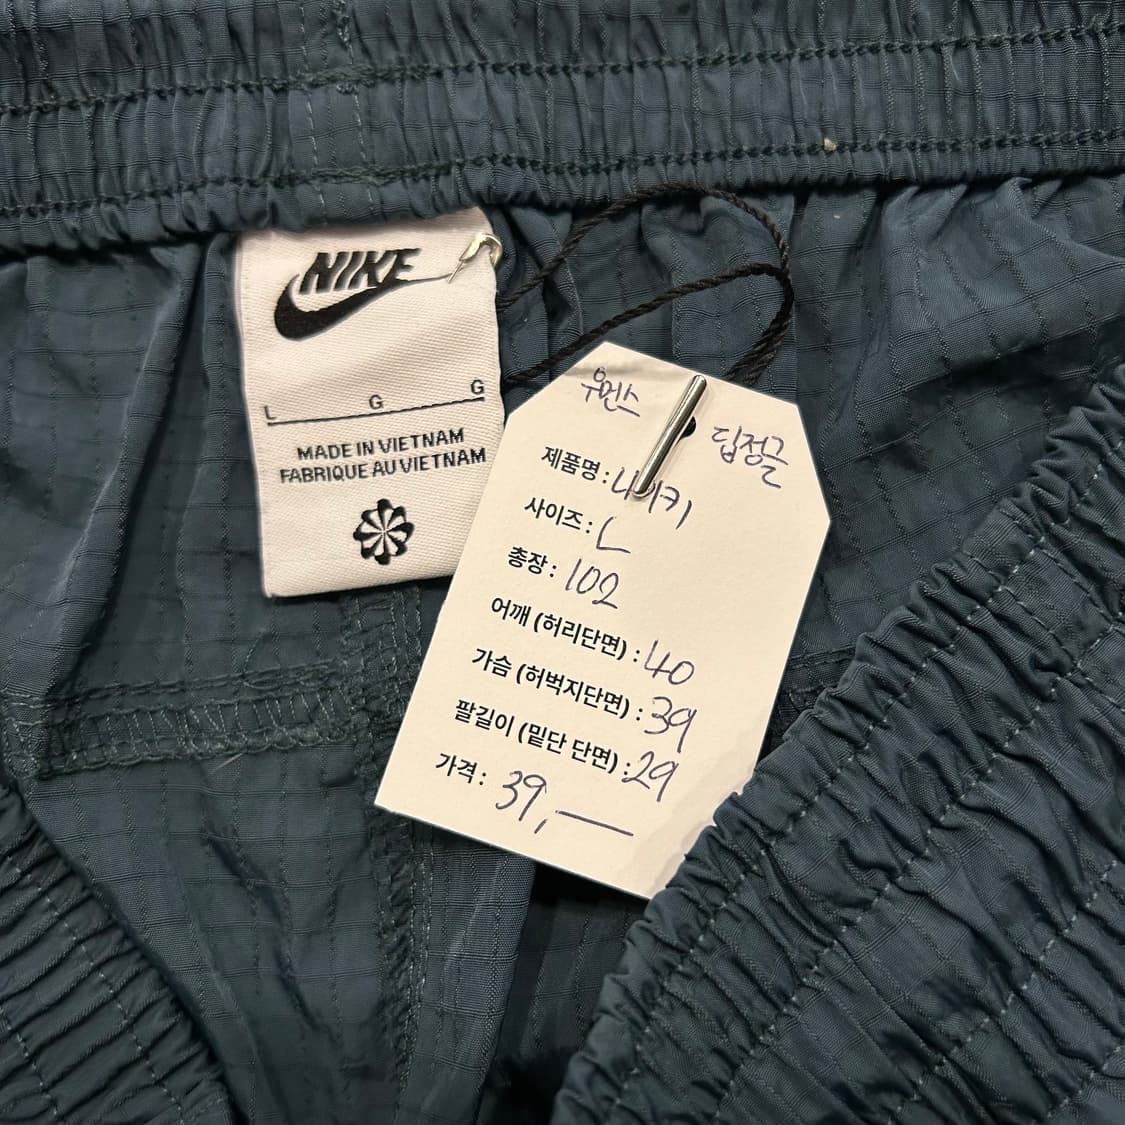 NIKE
L G G
MADE IN VIETNAM
FABRIQUE AU VIETNAM
우먼스 딥정글
제품명: 나이키
사이즈: L
총장: 102
어깨 (허리단면) : 40
가슴 (허벅지단면) : 39
팔길이 (밑단 단면) : 29
가격: 39,—